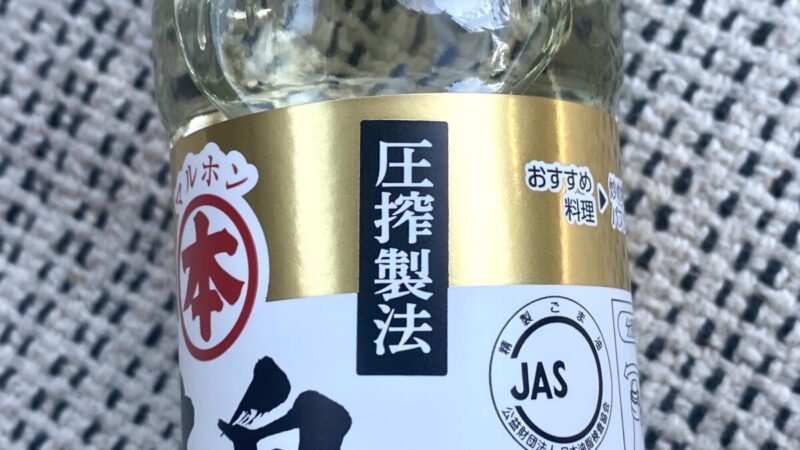 マルホン
本
圧搾製法
おすすめ
料理
精製ごま油
JAS
公益財団法人日本油脂検査協会